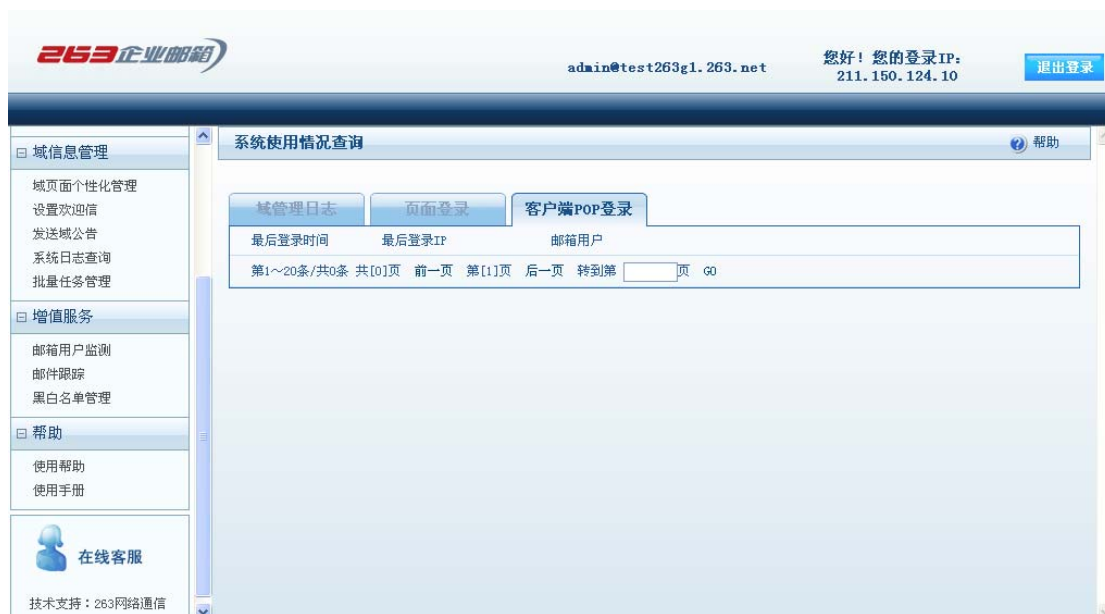 263企业邮箱
admin@test263g1.263.net
您好! 您的登录IP:
211.150.124.10
退出登录
域信息管理
域页面个性化管理
设置欢迎信
发送域公告
系统日志查询
批量任务管理
增值服务
邮箱用户监测
邮件跟踪
黑白名单管理
帮助
使用帮助
使用手册
在线客服
技术支持：263网络通信
系统使用情况查询
帮助
域管理日志 页面登录 客户端POP登录
最后登录时间 最后登录IP 邮箱用户
第1～20条/共0条 共[0]页 前一页 第[1]页 后一页 转到第 页 GO